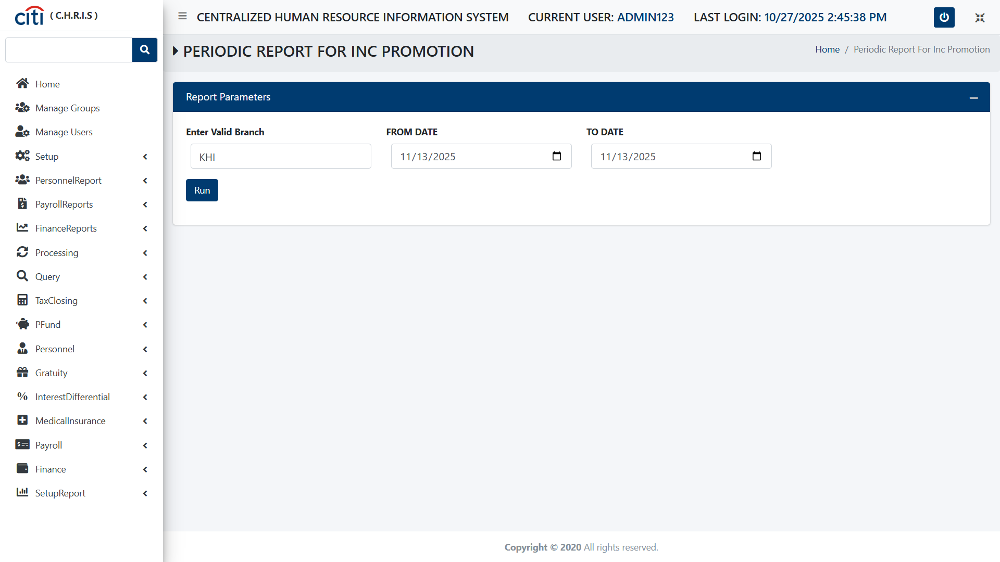 citi ( C.H.R.I.S )
CENTRALIZED HUMAN RESOURCE INFORMATION SYSTEM CURRENT USER: ADMIN123 LAST LOGIN: 10/27/2025 2:45:38 PM
PERIODIC REPORT FOR INC PROMOTION
Home / Periodic Report For Inc Promotion
Home
Manage Groups
Manage Users
Setup
PersonnelReport
PayrollReports
FinanceReports
Processing
Query
TaxClosing
PFund
Personnel
Gratuity
InterestDifferential
MedicalInsurance
Payroll
Finance
SetupReport
Report Parameters
Enter Valid Branch FROM DATE TO DATE
KHI 11/13/2025 11/13/2025
Run
Copyright © 2020 All rights reserved.